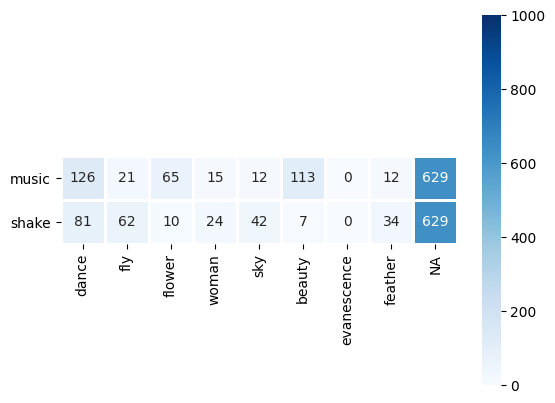 1000
800
600
400
200
0
music 126 21 65 15 12 113 0 12 629
shake 81 62 10 24 42 7 0 34 629
dance fly flower woman sky beauty evanescence feather NA